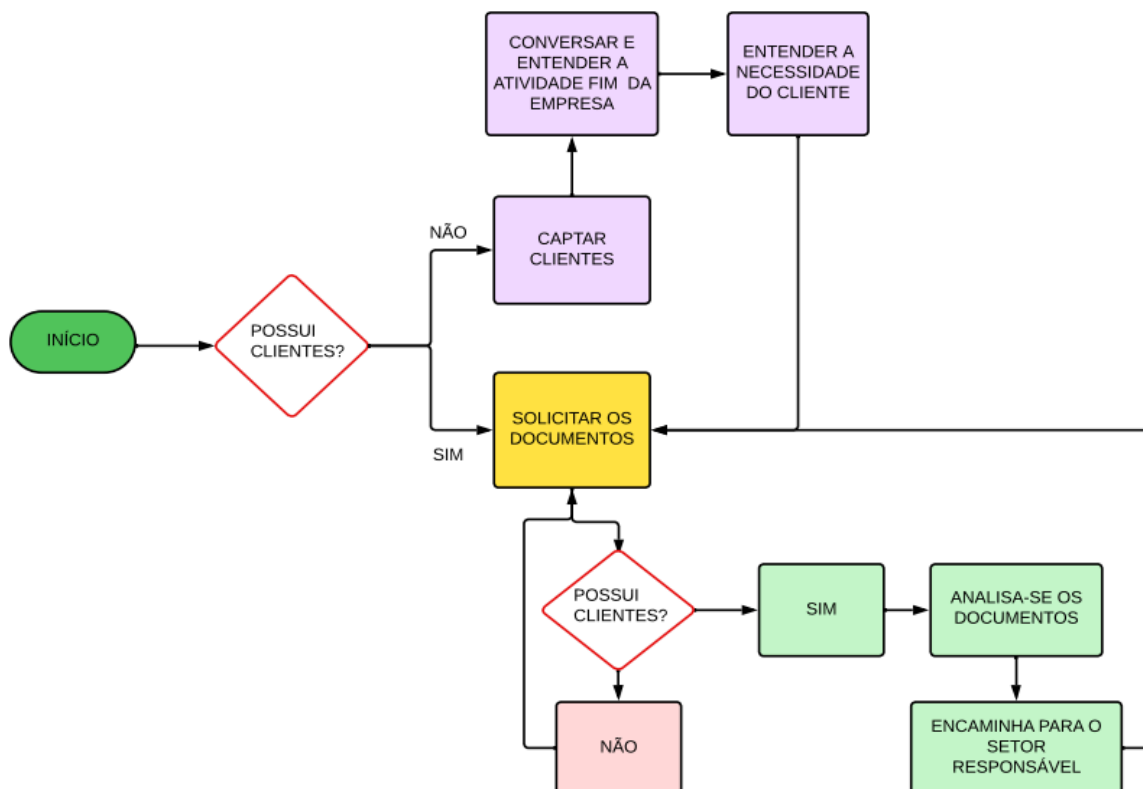 CONVERSAR E
ENTENDER A
ATIVIDADE FIM DA
EMPRESA
ENTENDER A
NECESSIDADE
DO CLIENTE
NÃO
CAPTAR
CLIENTES
INÍCIO
POSSUI
CLIENTES?
SOLICITAR OS
DOCUMENTOS
SIM
POSSUI
CLIENTES?
SIM
ANALISA-SE OS
DOCUMENTOS
NÃO
ENCAMINHA PARA O
SETOR
RESPONSÁVEL